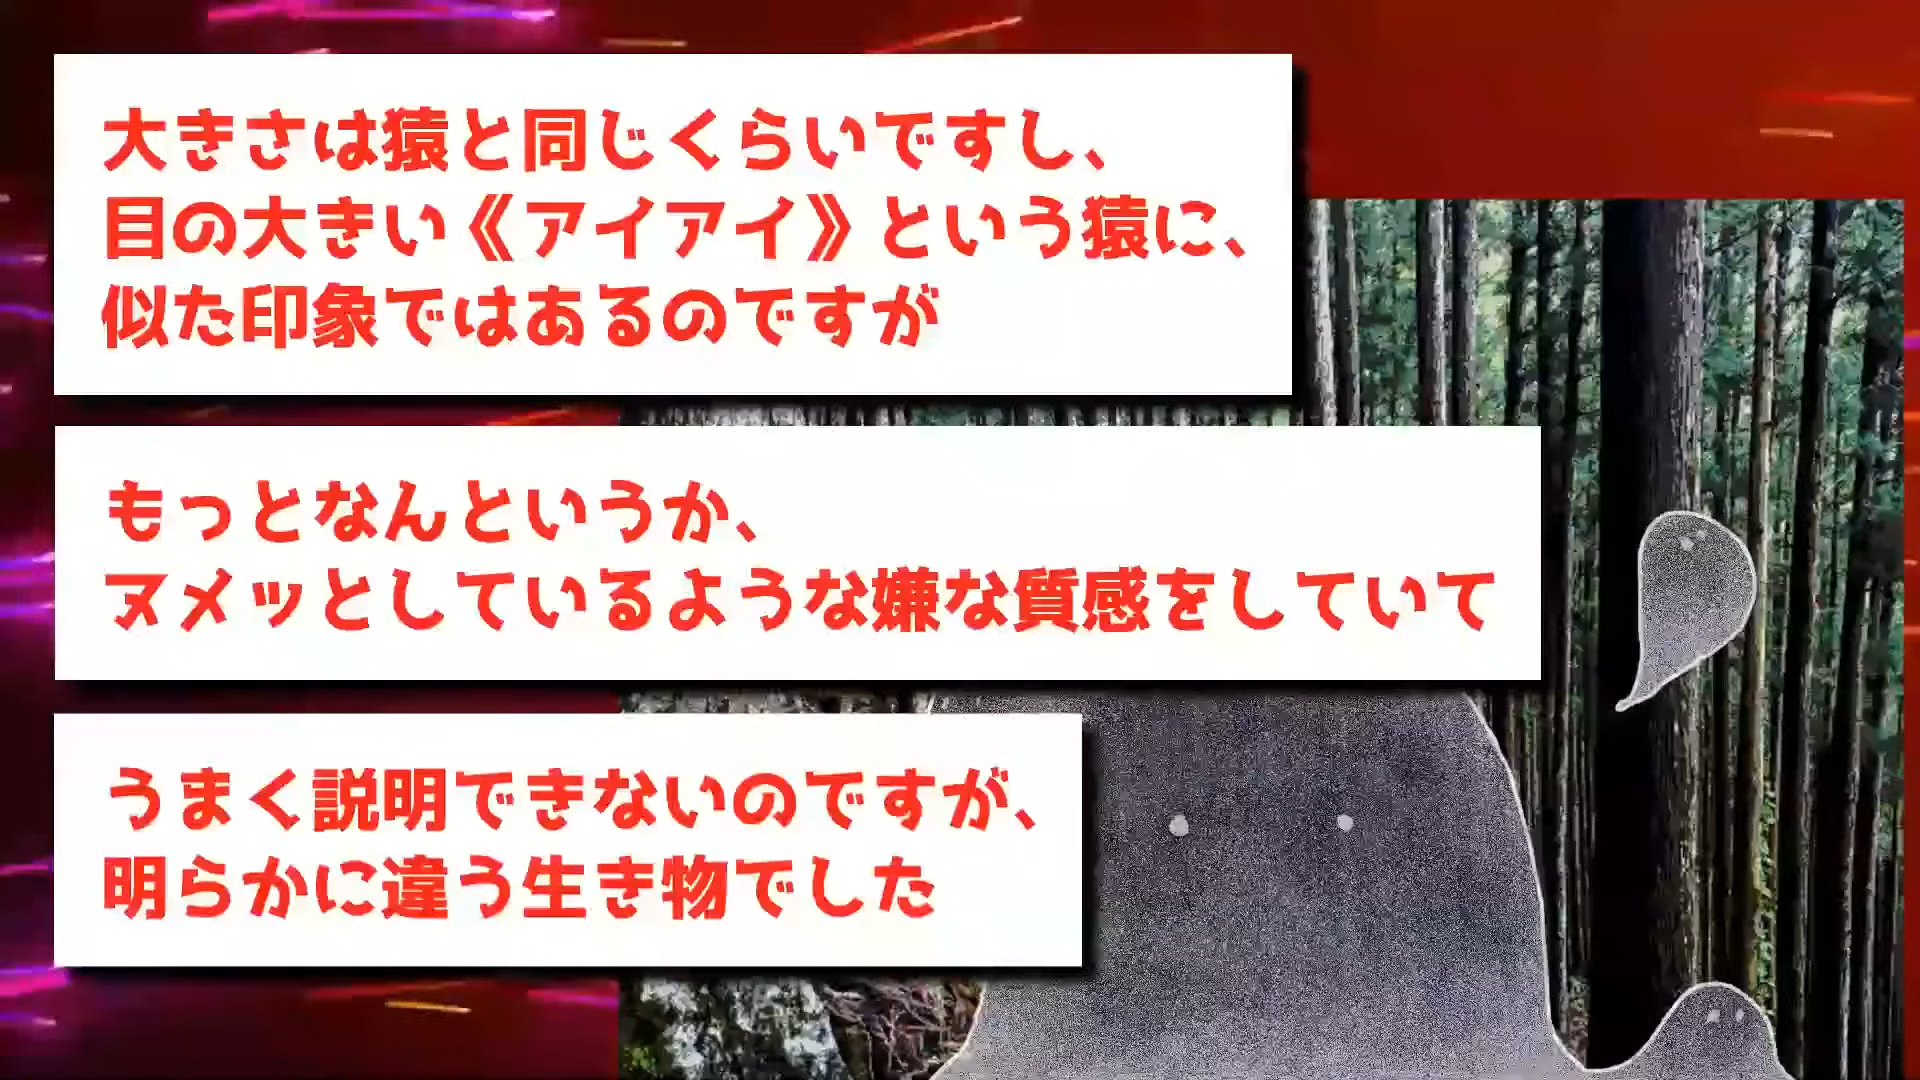 大きさは猿と同じくらいですし、
目の大きい《アイアイ》という猿に、
似た印象ではあるのですが
もっとなんというか、
ヌメッとしているような嫌な質感をしていて
うまく説明できないのですが、
明らかに違う生き物でした